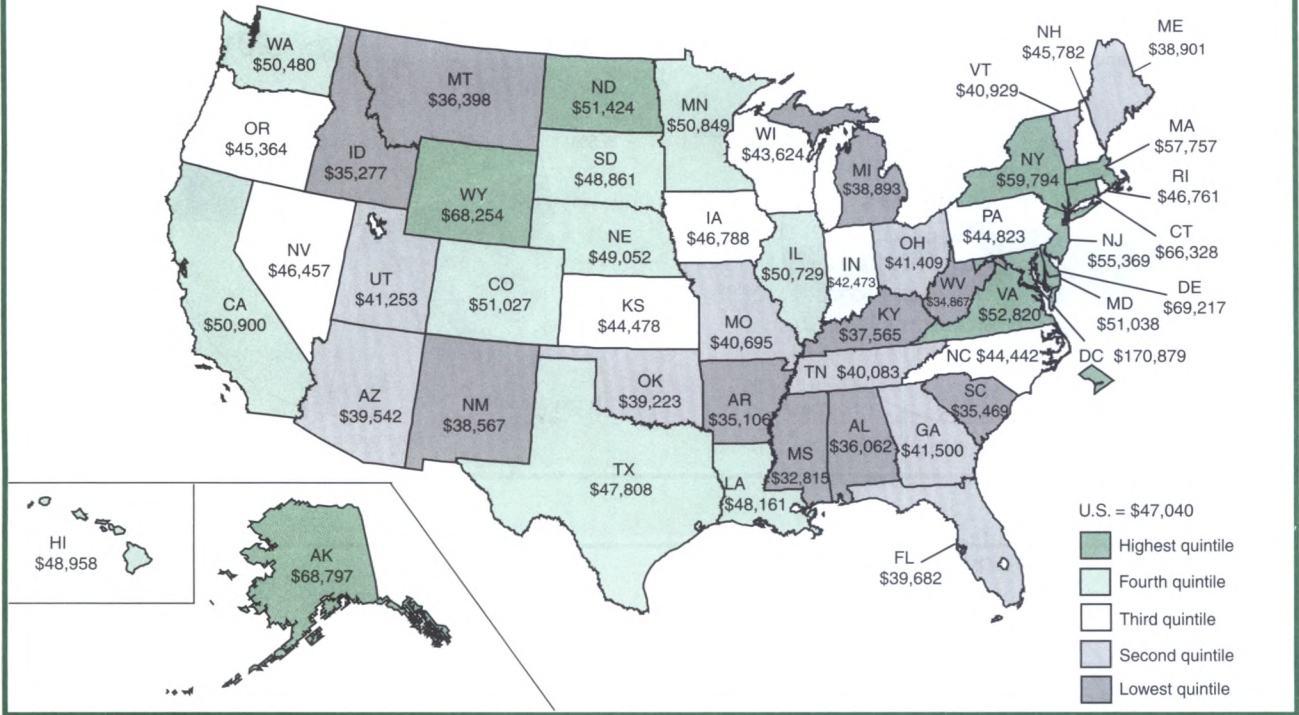 WA
$50,480
MT
$36,398
ND
$51,424
MN
$50,849
OR
$45,364
ID
$35,277
WY
$68,254
SD
$48,861
WI
$43,624
MI
$38,893
NH
$45,782
VT
$40,929
ME
$38,901
NY
$59,794
MA
$57,757
RI
$46,761
CT
$66,328
NJ
$55,369
DE
$69,217
MD
$51,038
DC $170,879
PA
$44,823
NV
$46,457
UT
$41,253
CA
$50,900
CO
$51,027
NE
$49,052
IA
$46,788
IL
$50,729
IN
$42,473
OH
$41,409
WV
$34,867
VA
$52,820
KS
$44,478
MO
$40,695
KY
$37,565
NC $44,442
TN $40,083
AZ
$39,542
NM
$38,567
OK
$39,223
AR
$35,106
SC
$35,469
MS
$32,815
AL
$36,062
GA
$41,500
TX
$47,808
LA
$48,161
FL
$39,682
HI
$48,958
AK
$68,797
U.S. = $47,040
Highest quintile
Fourth quintile
Third quintile
Second quintile
Lowest quintile